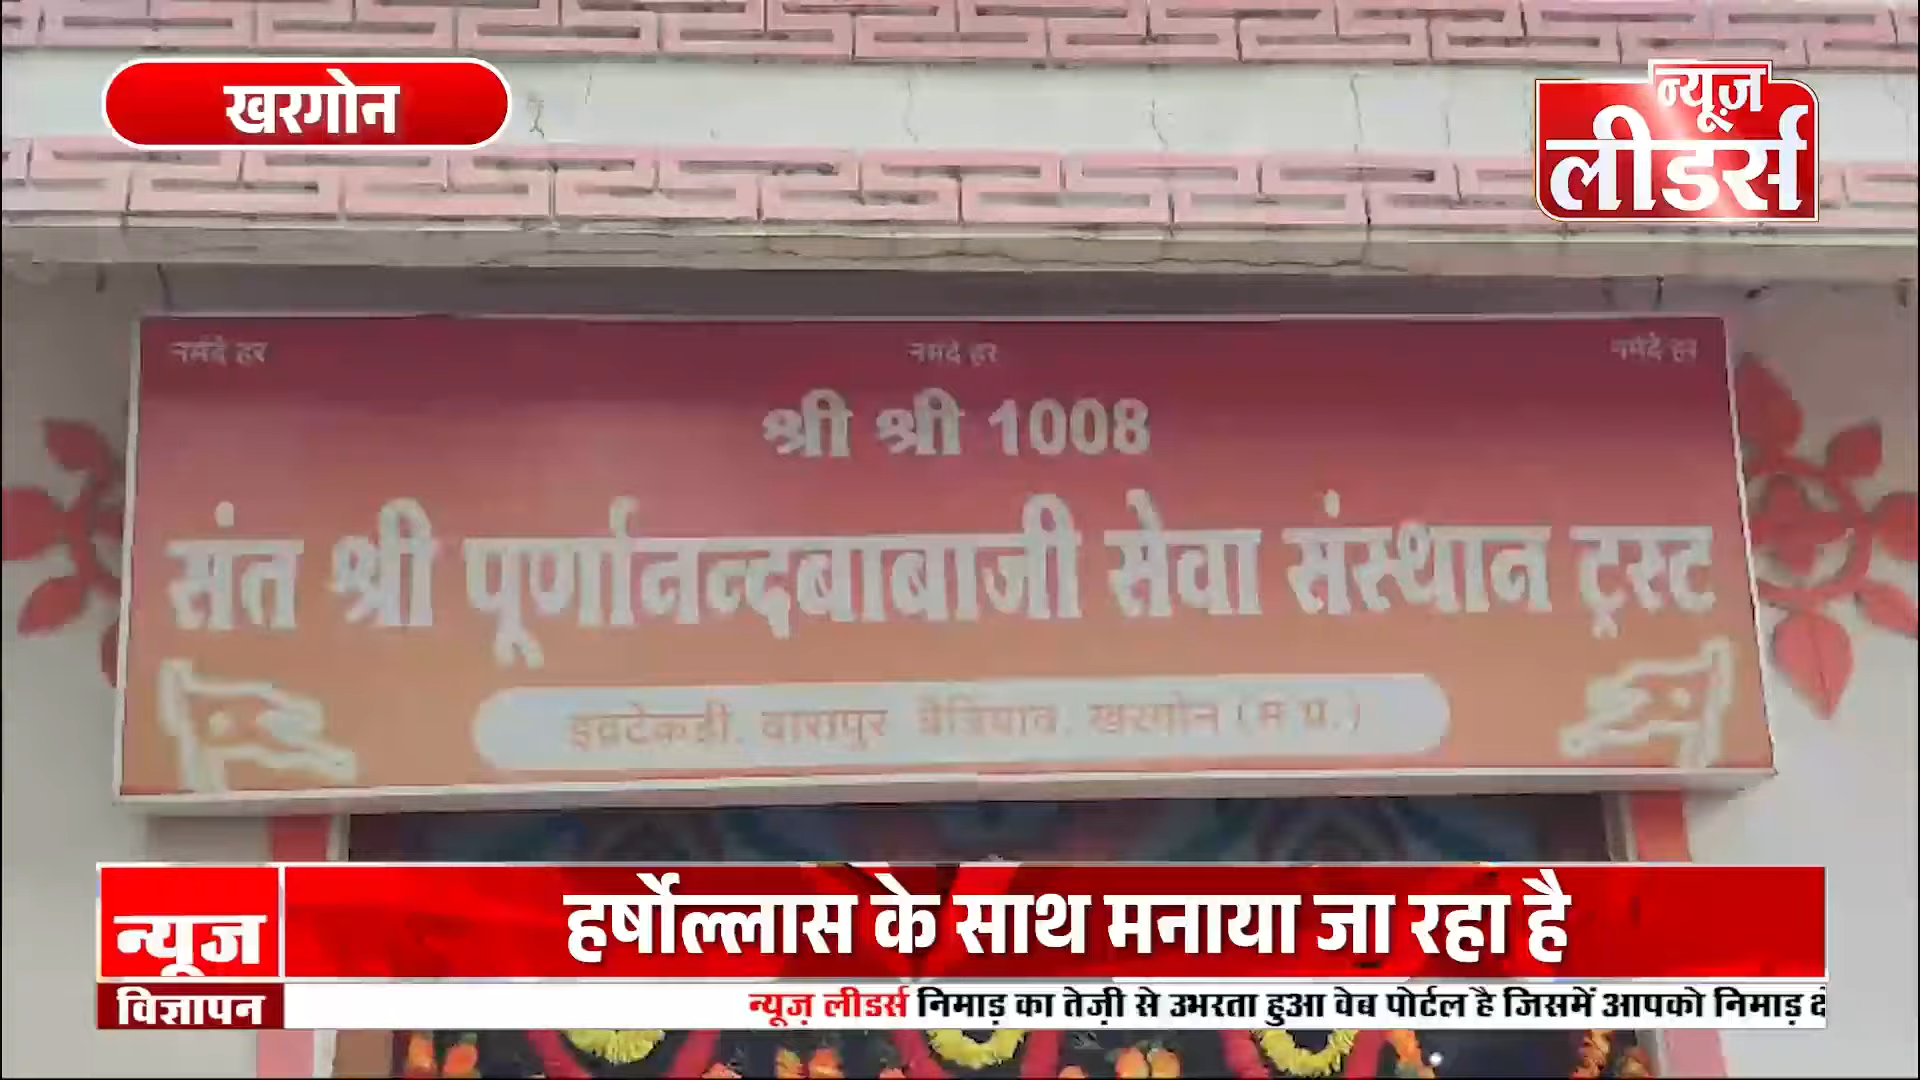 खरगोन
न्यूज़
लीडर्स
नर्मदे हर नर्मदे हर नर्मदे हर
श्री श्री 1008
संत श्री पूर्णानन्दबाबाजी सेवा संस्थान ट्रस्ट
खरगोन (म.प्र.)
हर्षोल्लास के साथ मनाया जा रहा है
न्यूज
विज्ञापन
न्यूज़ लीडर्स निमाड़ का तेज़ी से उभरता हुआ वेब पोर्टल है जिसमें आपको निमाड़